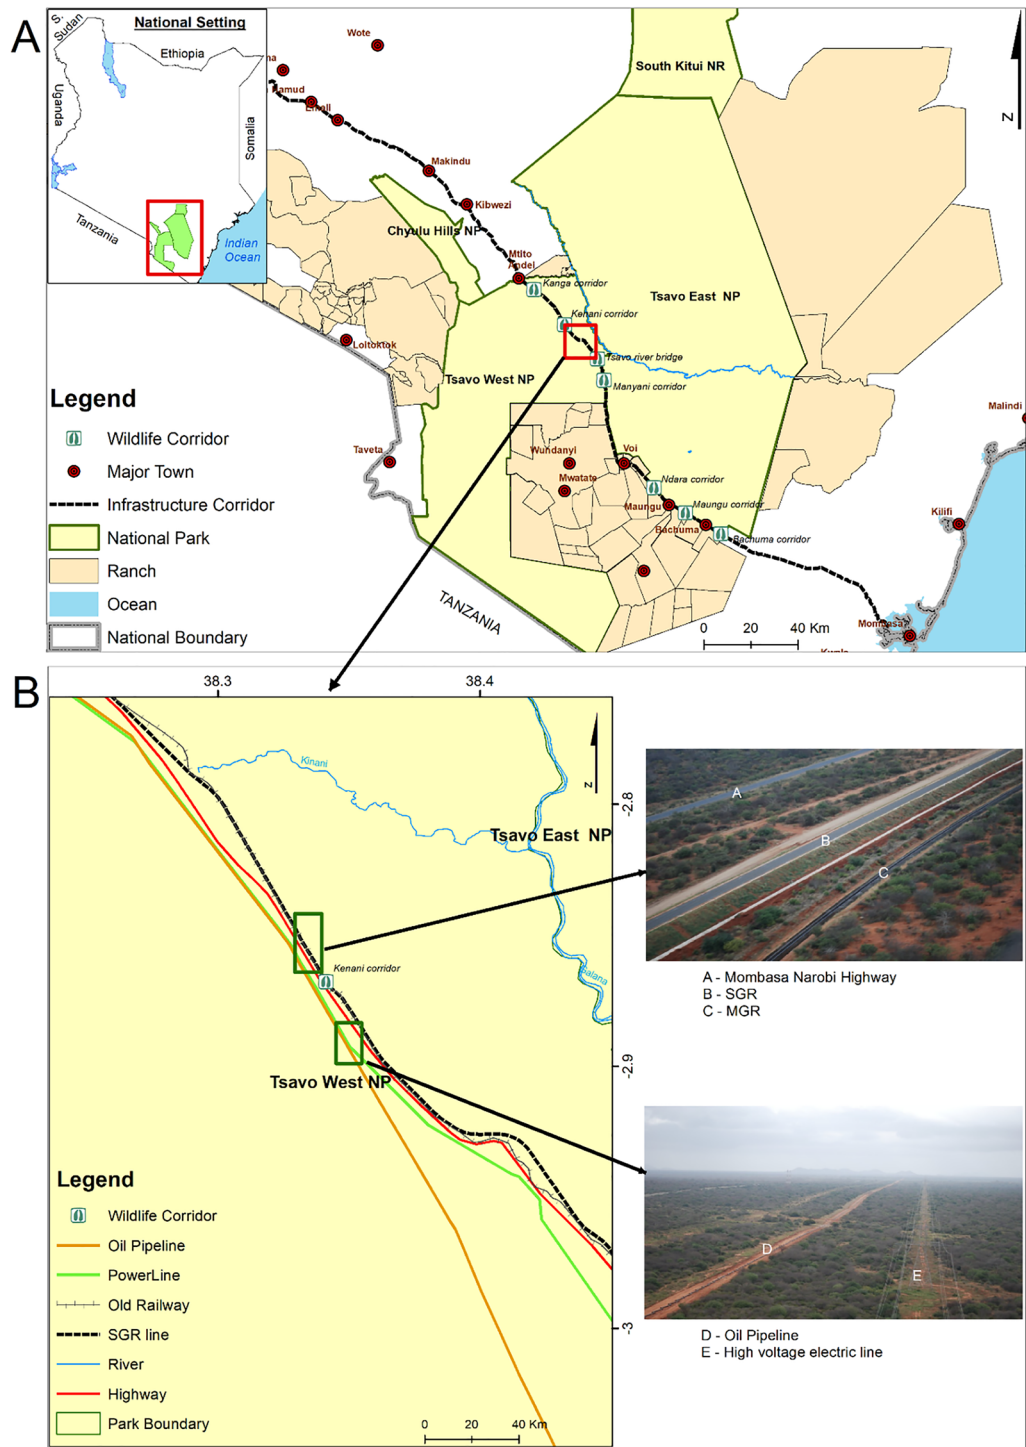 A
National Setting
S. Sudan
Ethiopia
Uganda
Somalia
Tanzania
Indian
Ocean
Wote
Makindu
Kibwezi
Chyulu Hills NP
Mtito
Andei
South Kitui NR
N
Kanga corridor
Kenani corridor
Tsavo East NP
Tsavo river bridge
Manyani corridor
Loitoktok
Tsavo West NP
Taveta
Wundanyi
Mwatate
Voi
Ndara corridor
Maungu
Maungu corridor
Bachuma
Bachuma corridor
Malindi
Kilifi
Mombasa
TANZANIA
0 20 40 Km
Legend
Wildlife Corridor
Major Town
Infrastructure Corridor
National Park
Ranch
Ocean
National Boundary
B
38.3
38.4
Kinani
N
-2.8
Tsavo East NP
Kenani corridor
-2.9
Tsavo West NP
-3
Legend
Wildlife Corridor
Oil Pipeline
PowerLine
Old Railway
SGR line
River
Highway
Park Boundary
0 20 40 Km
A
B
C
A - Mombasa Narobi Highway
B - SGR
C - MGR
D
E
D - Oil Pipeline
E - High voltage electric line